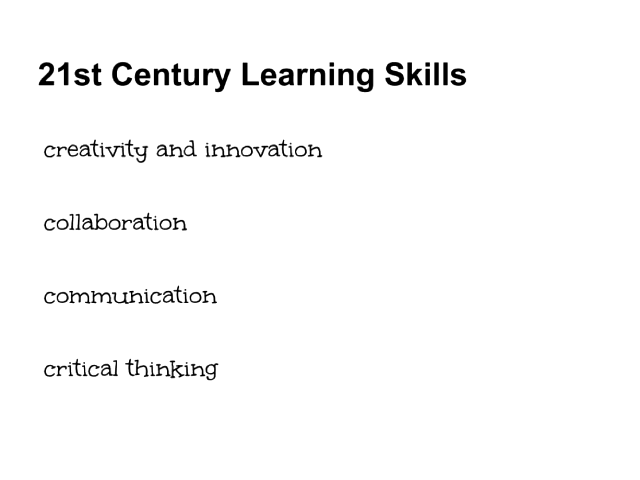 21st Century Learning Skills
creativity and innovation
collaboration
communication
critical thinking